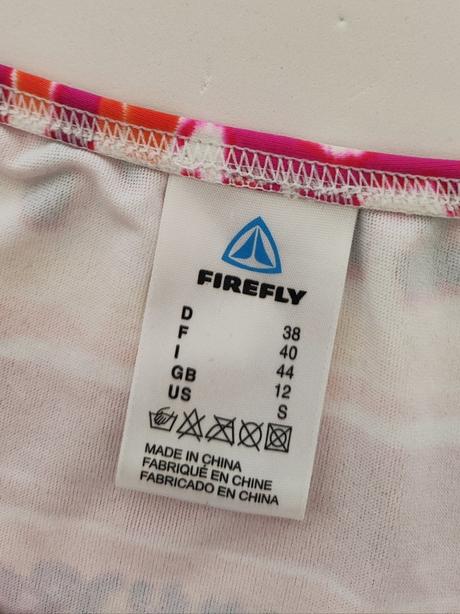 FIREFLY
D 38
F 40
I 44
GB 12
US S
MADE IN CHINA
FABRIQUÉ EN CHINE
FABRICADO EN CHINA